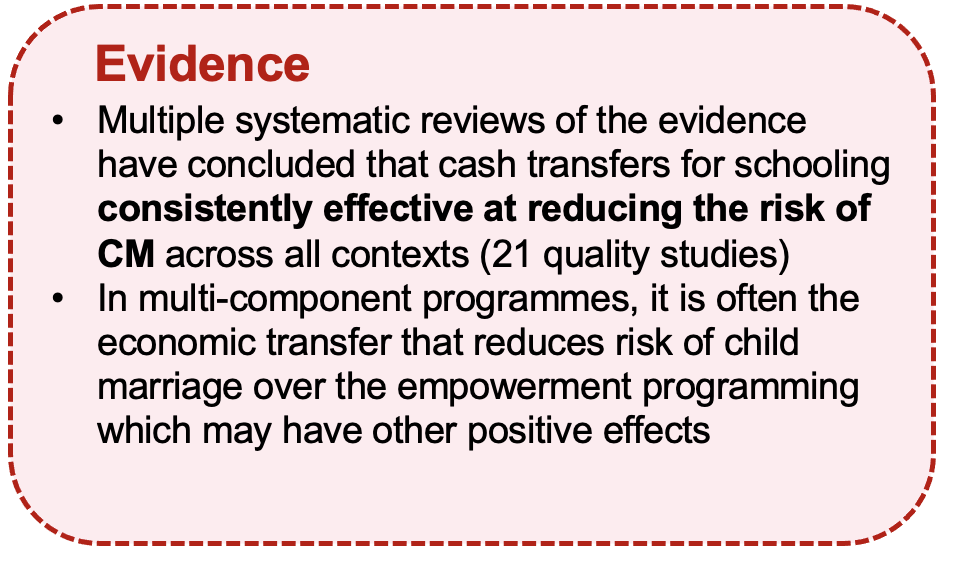 Evidence
• Multiple systematic reviews of the evidence
have concluded that cash transfers for schooling
consistently effective at reducing the risk of
CM across all contexts (21 quality studies)
• In multi-component programmes, it is often the
economic transfer that reduces risk of child
marriage over the empowerment programming
which may have other positive effects